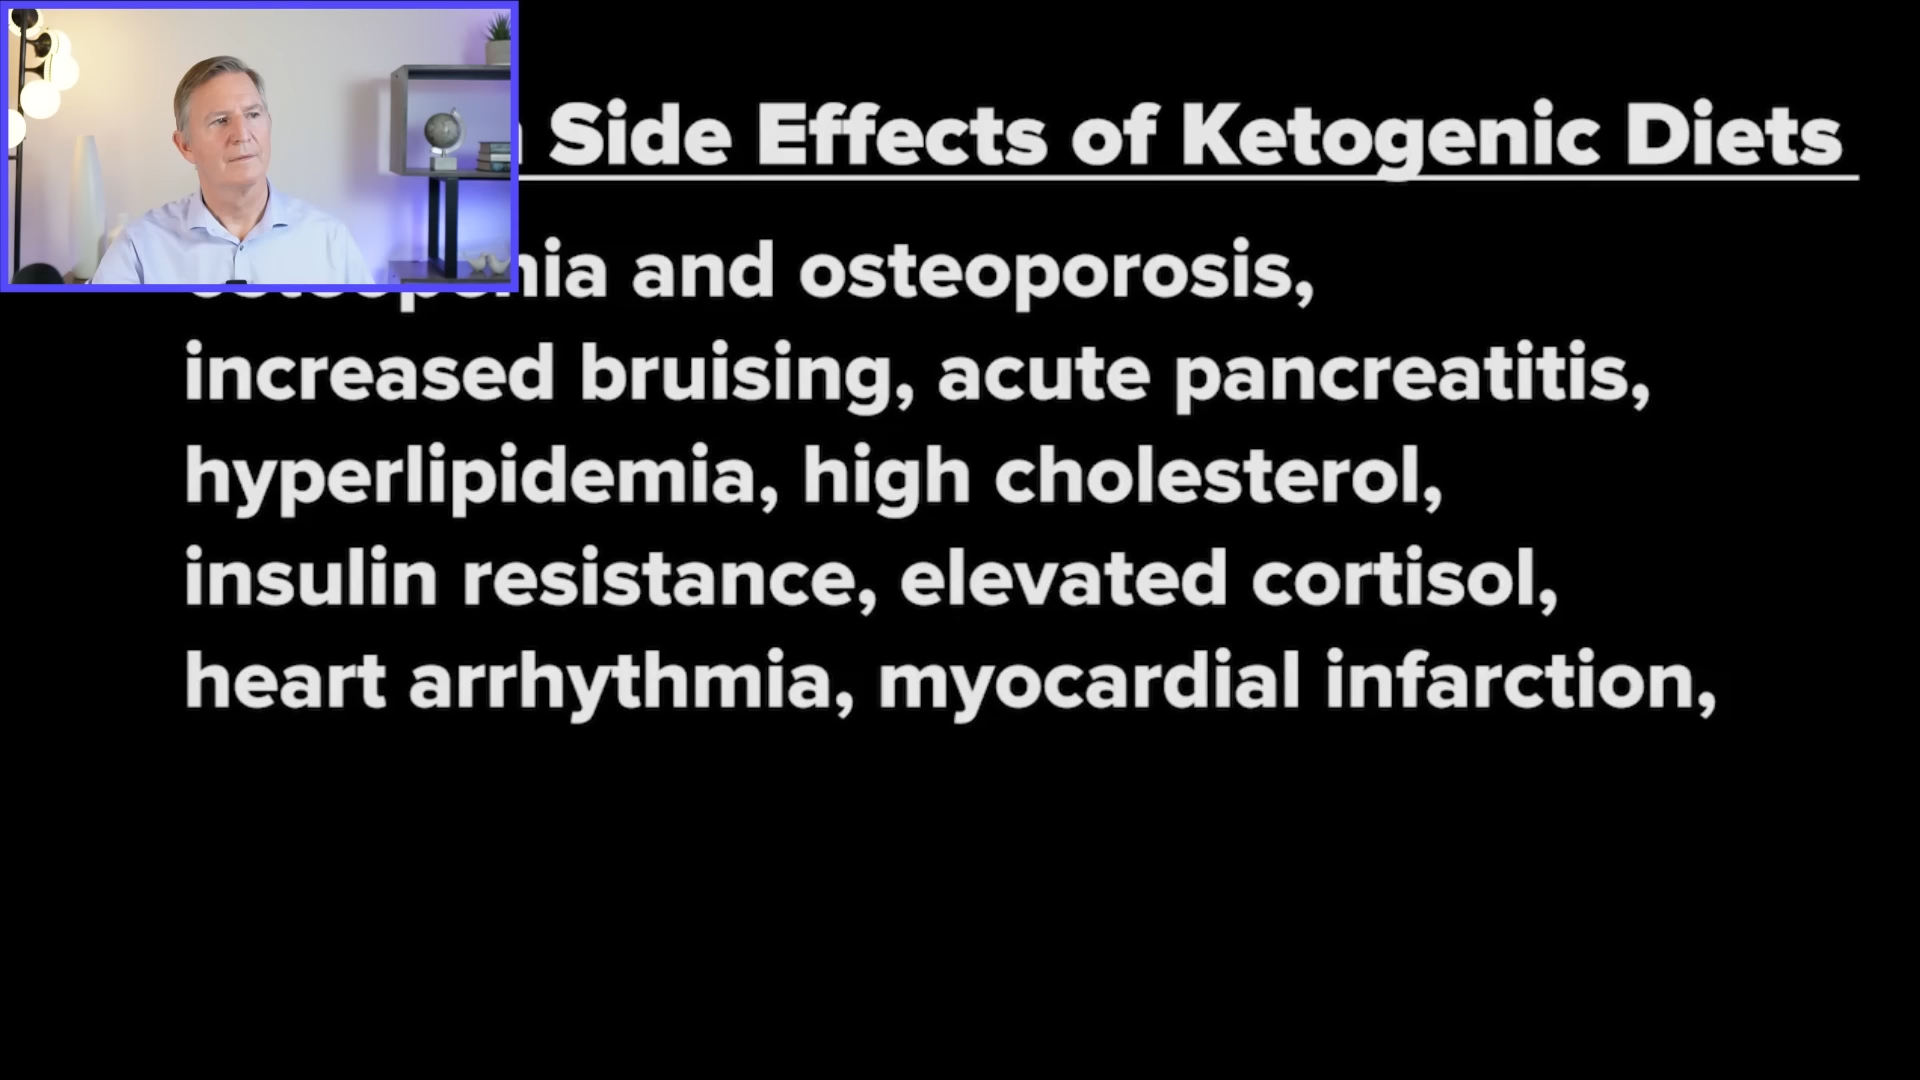 Side Effects of Ketogenic Diets
and osteoporosis,
increased bruising, acute pancreatitis,
hyperlipidemia, high cholesterol,
insulin resistance, elevated cortisol,
heart arrhythmia, myocardial infarction,